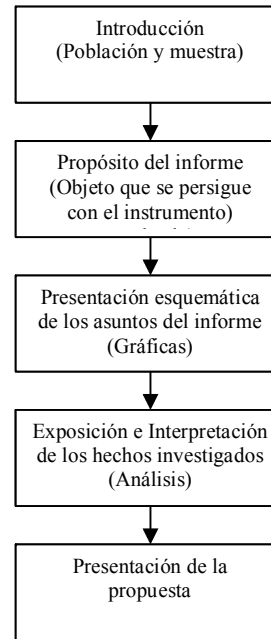 Introducción
(Población y muestra)
Propósito del informe
(Objeto que se persigue
con el instrumento)
Presentación esquemática
de los asuntos del informe
(Gráficas)
Exposición e Interpretación
de los hechos investigados
(Análisis)
Presentación de la
propuesta